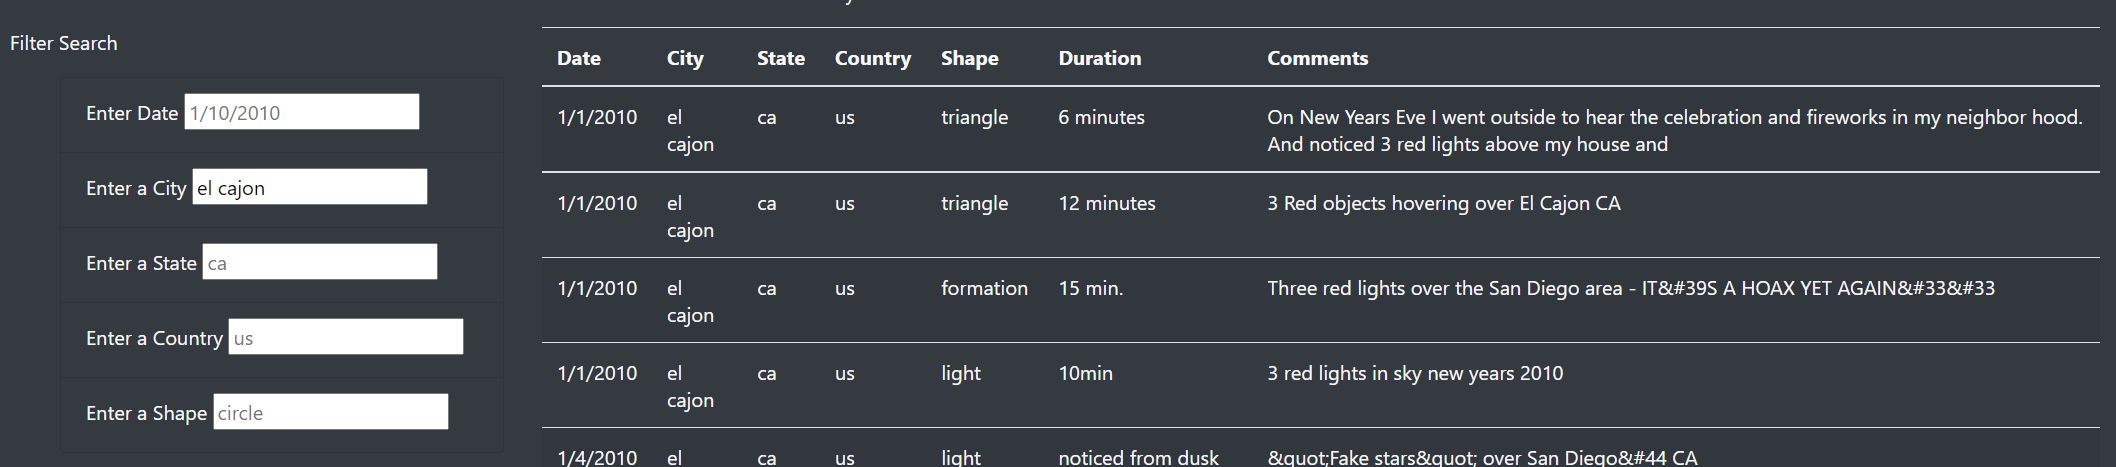 Filter Search
Enter Date 1/10/2010
Enter a City el cajon
Enter a State ca
Enter a Country us
Enter a Shape circle
Date City State Country Shape Duration Comments
1/1/2010 el ca us triangle 6 minutes On New Years Eve I went outside to hear the celebration and fireworks in my neighbor hood.
cajon And noticed 3 red lights above my house and
1/1/2010 el ca us triangle 12 minutes 3 Red objects hovering over El Cajon CA
cajon
1/1/2010 el ca us formation 15 min. Three red lights over the San Diego area - IT&#39S A HOAX YET AGAIN&#33&#33
cajon
1/1/2010 el ca us light 10min 3 red lights in sky new years 2010
cajon
1/4/2010 el ca us light noticed from dusk &quot;Fake stars&quot; over San Diego&#44 CA